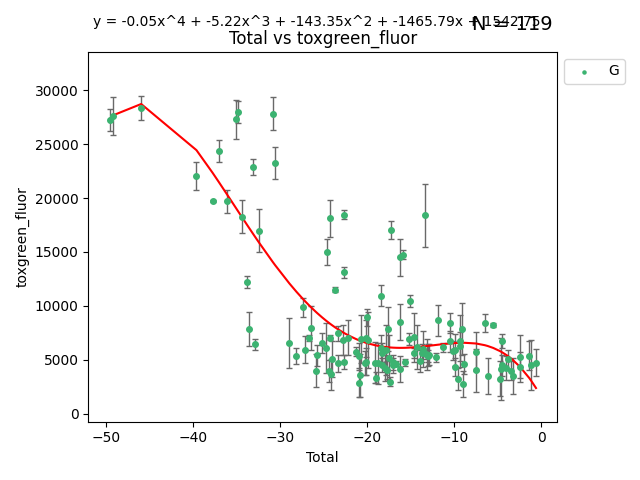 y = -0.05x^4 + -5.22x^3 + -143.35x^2 + -1465.79x + 1542.75
N = 119
Total vs toxgreen_fluor
G
30000
25000
20000
15000
10000
5000
0
toxgreen_fluor
-50 -40 -30 -20 -10 0
Total